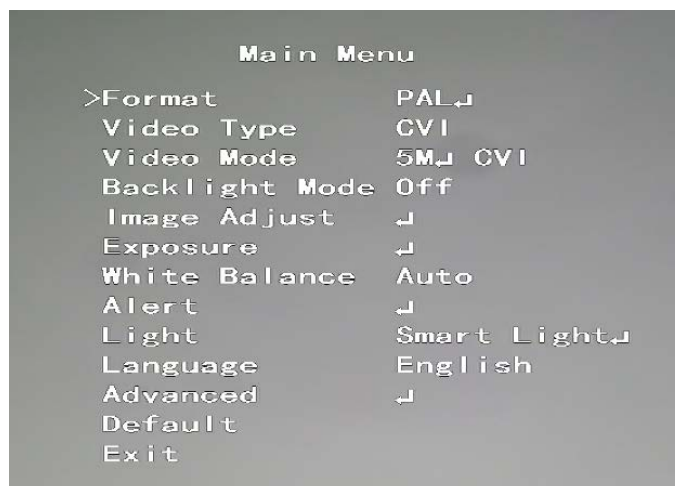 Main Menu
>Format PAL↵
Video Type CVI
Video Mode 5M↵ CVI
Backlight Mode Off
Image Adjust ↵
Exposure ↵
White Balance Auto
Alert ↵
Light Smart Light↵
Language English
Advanced ↵
Default
Exit